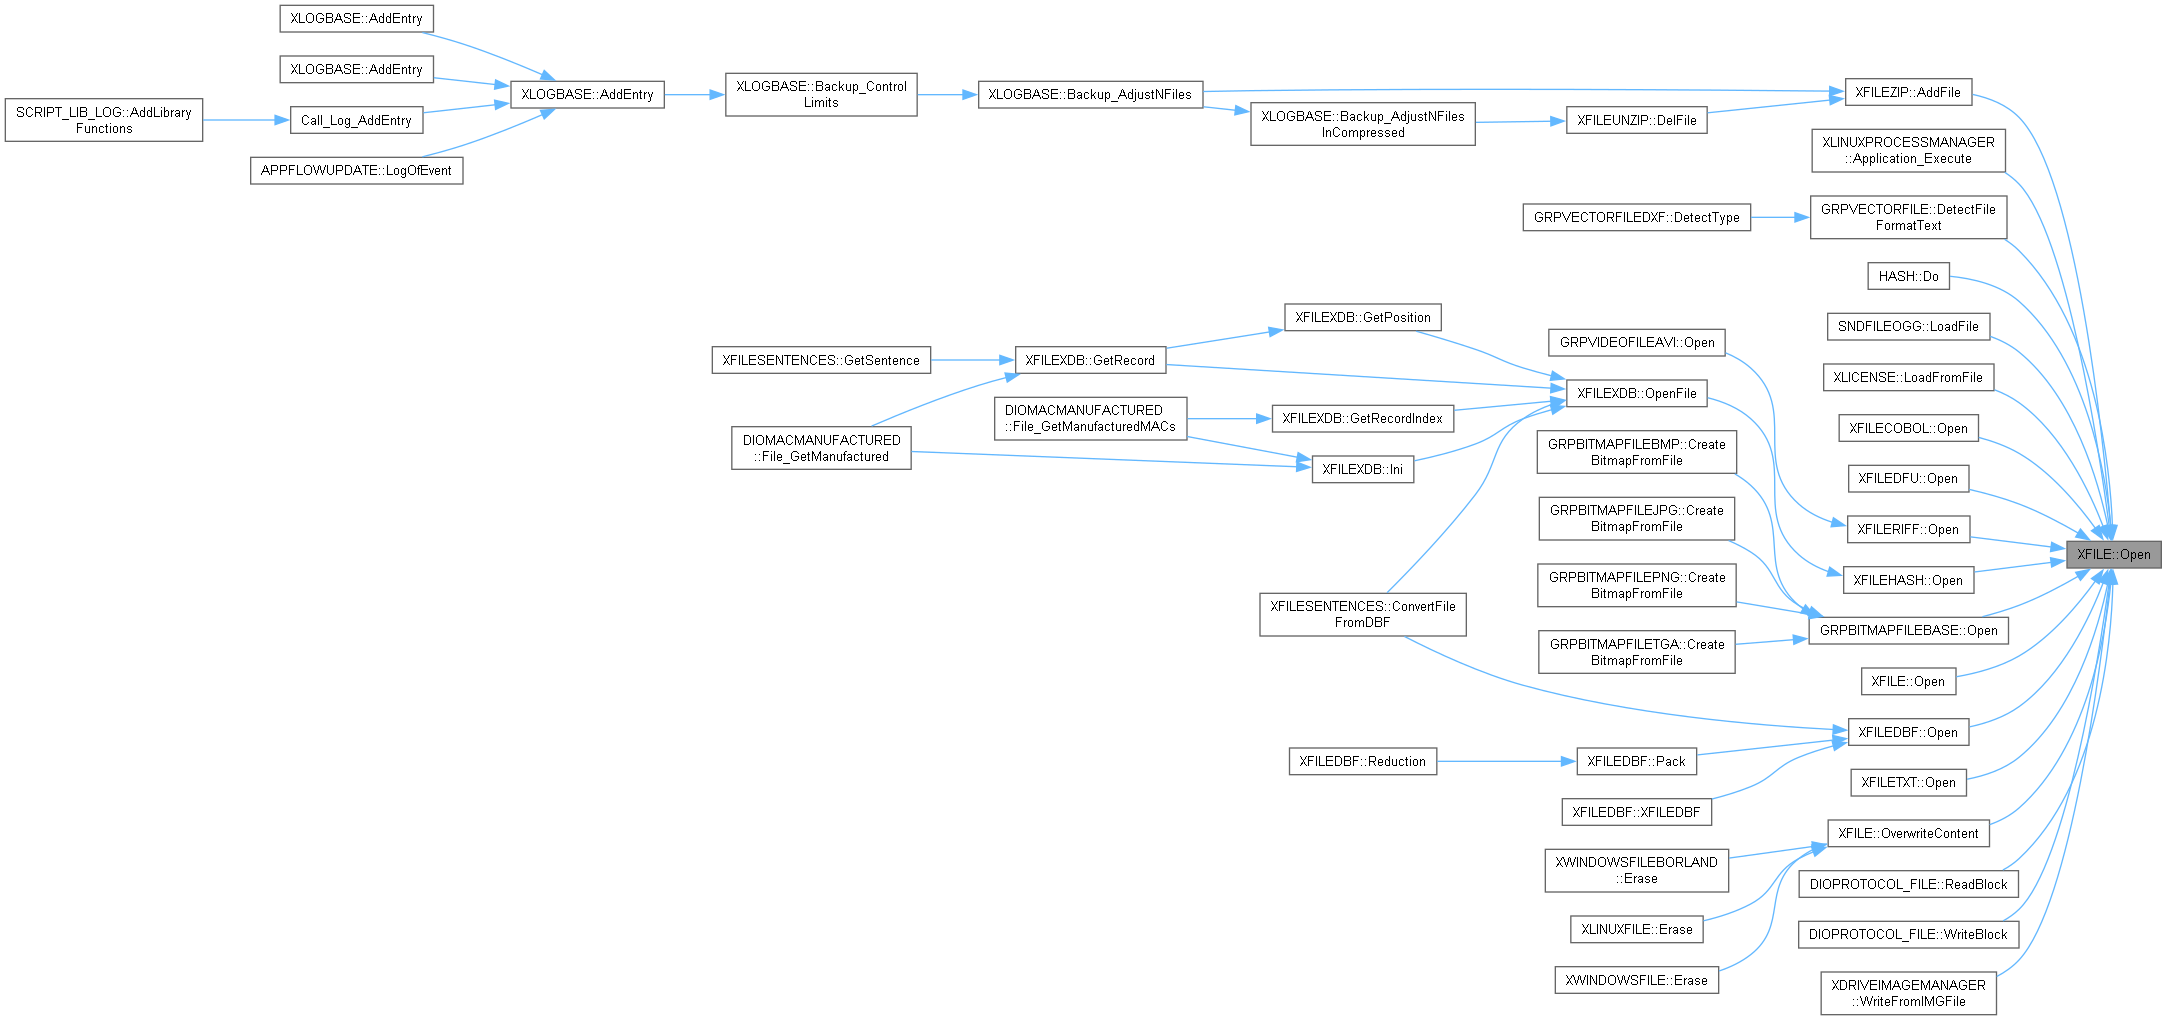 XLOGBASE::AddEntry
XLOGBASE::AddEntry
SCRIPT_LIB_LOG::AddLibrary
Functions
Call_Log_AddEntry
APPFLOWUPDATE::LogOfEvent
XLOGBASE::AddEntry
XLOGBASE::Backup_Control
Limits
XLOGBASE::Backup_AdjustNFiles
XLOGBASE::Backup_AdjustNFiles
InCompressed
XFILEUNZIP::DelFile
XFILEZIP::AddFile
XLINUXPROCESSMANAGER
::Application_Execute
GRPVECTORFILEDXF::DetectType
GRPVECTORFILE::DetectFile
FormatText
HASH::Do
SNDFILEOGG::LoadFile
XLICENSE::LoadFromFile
XFILECOBOL::Open
XFILEDFU::Open
XFILERIFF::Open
XFILEHASH::Open
GRPBITMAPFILEBASE::Open
XFILE::Open
XFILE::Open
XFILEDBF::Open
XFILETXT::Open
XFILE::OverwriteContent
DIOPROTOCOL_FILE::ReadBlock
DIOPROTOCOL_FILE::WriteBlock
XDRIVEIMAGEMANAGER
::WriteFromIMGFile
XFILEXDB::GetPosition
GRPVIDEOFILEAVI::Open
XFILESENTENCES::GetSentence
XFILEXDB::GetRecord
XFILEXDB::OpenFile
DIOMACMANUFACTURED
::File_GetManufacturedMACs
XFILEXDB::GetRecordIndex
DIOMACMANUFACTURED
::File_GetManufactured
XFILEXDB::Ini
GRPBITMAPFILEBMP::Create
BitmapFromFile
GRPBITMAPFILEJPG::Create
BitmapFromFile
GRPBITMAPFILEPNG::Create
BitmapFromFile
GRPBITMAPFILETGA::Create
BitmapFromFile
XFILESENTENCES::ConvertFile
FromDBF
XFILEDBF::Reduction
XFILEDBF::Pack
XFILEDBF::XFILEDBF
XWINDOWSFILEBORLAND
::Erase
XLINUXFILE::Erase
XWINDOWSFILE::Erase